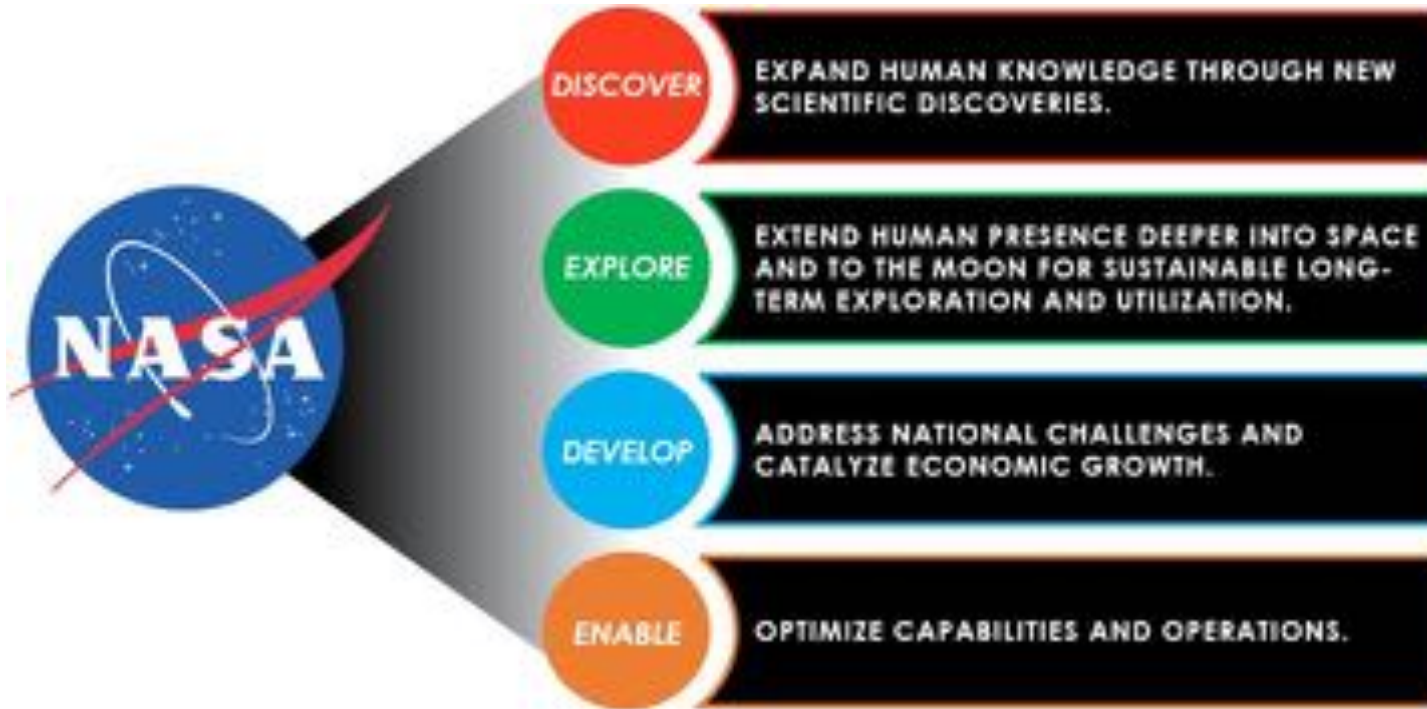 NASA
DISCOVER
EXPAND HUMAN KNOWLEDGE THROUGH NEW
SCIENTIFIC DISCOVERIES.
EXPLORE
EXTEND HUMAN PRESENCE DEEPER INTO SPACE
AND TO THE MOON FOR SUSTAINABLE LONG-
TERM EXPLORATION AND UTILIZATION.
DEVELOP
ADDRESS NATIONAL CHALLENGES AND
CATALYZE ECONOMIC GROWTH.
ENABLE
OPTIMIZE CAPABILITIES AND OPERATIONS.